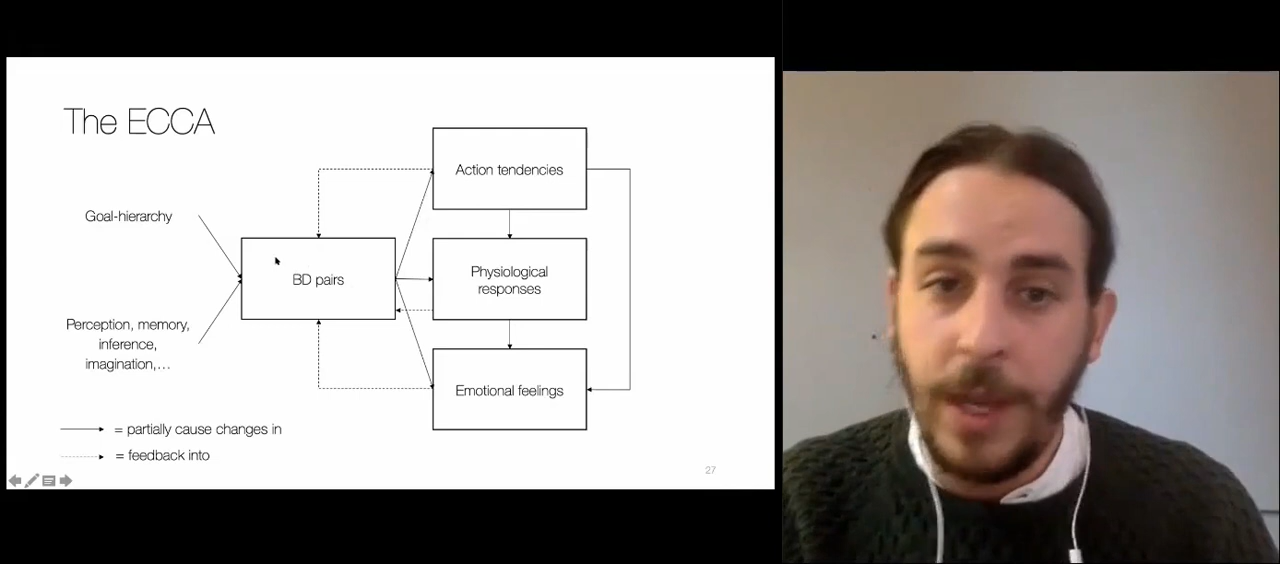 The ECCA
Action tendencies
Goal-hierarchy
BD pairs
Physiological
responses
Perception, memory,
inference,
imagination,...
Emotional feelings
= partially cause changes in
= feedback into
27